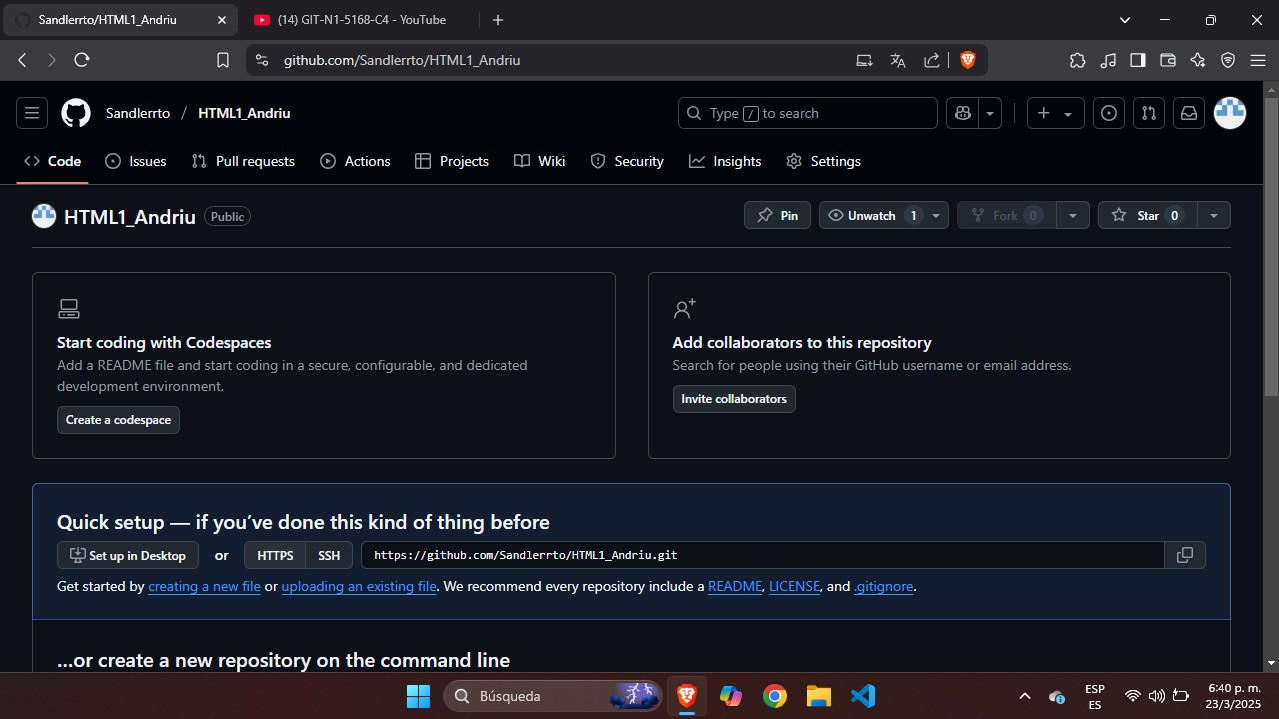 Sandlerrto/HTML1_Andriu
(14) GIT-N1-5168-C4 - YouTube
github.com/Sandlerrto/HTML1_Andriu
Sandlerrto / HTML1_Andriu
Type / to search
Code
Issues
Pull requests
Actions
Projects
Wiki
Security
Insights
Settings
HTML1_Andriu Public
Pin
Unwatch 1
Fork 0
Star 0
Start coding with Codespaces
Add a README file and start coding in a secure, configurable, and dedicated
development environment.
Create a codespace
Add collaborators to this repository
Search for people using their GitHub username or email address.
Invite collaborators
Quick setup — if you’ve done this kind of thing before
Set up in Desktop or HTTPS SSH https://github.com/Sandlerrto/HTML1_Andriu.git
Get started by creating a new file or uploading an existing file. We recommend every repository include a README, LICENSE, and .gitignore.
…or create a new repository on the command line
Búsqueda
ESP
ES
6:40 p. m.
23/3/2025